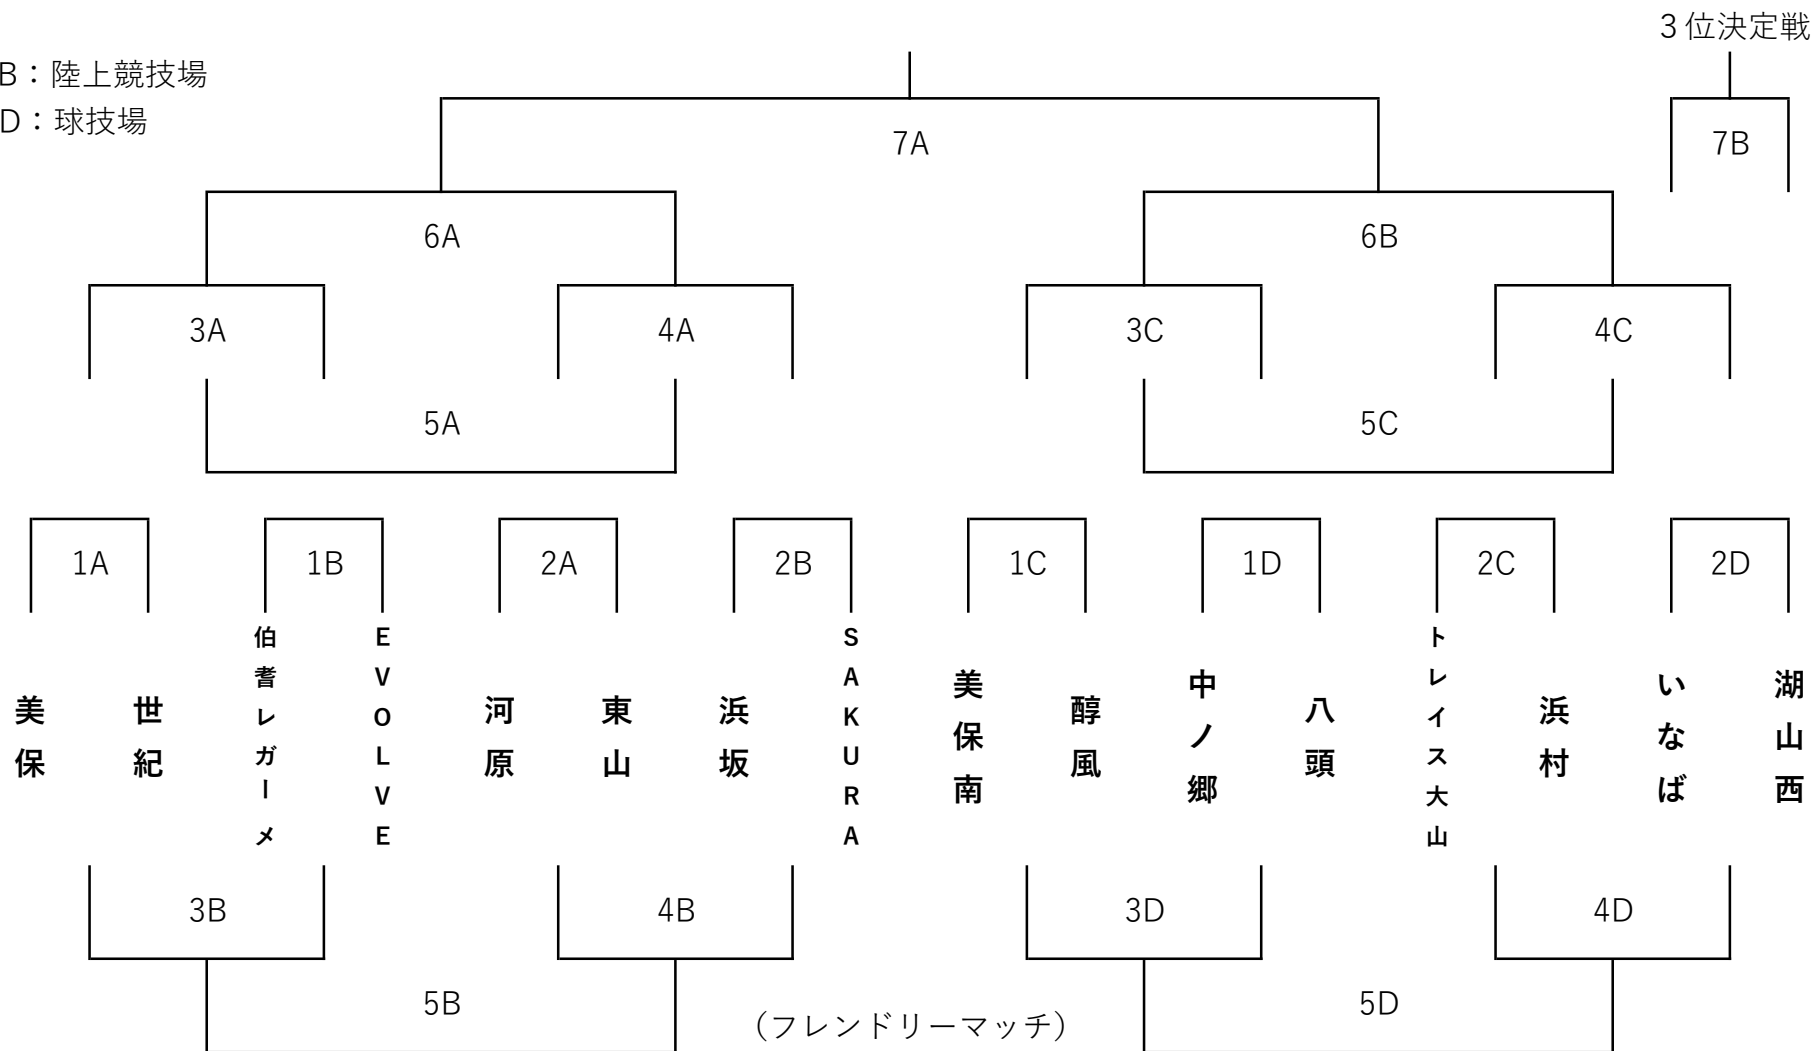 3位決定戦
B：陸上競技場
D：球技場
7A
7B
6A
6B
3A
4A
3C
4C
5A
5C
1A
1B
2A
2B
1C
1D
2C
2D
美保
世紀
伯耆レガーメ
EVOLVE
河原
東山
浜坂
SAKURA
美保南
醇風
中ノ郷
八頭
トレイス大山
浜村
いなば
湖山西
3B
4B
3D
4D
5B
5D
（フレンドリーマッチ）